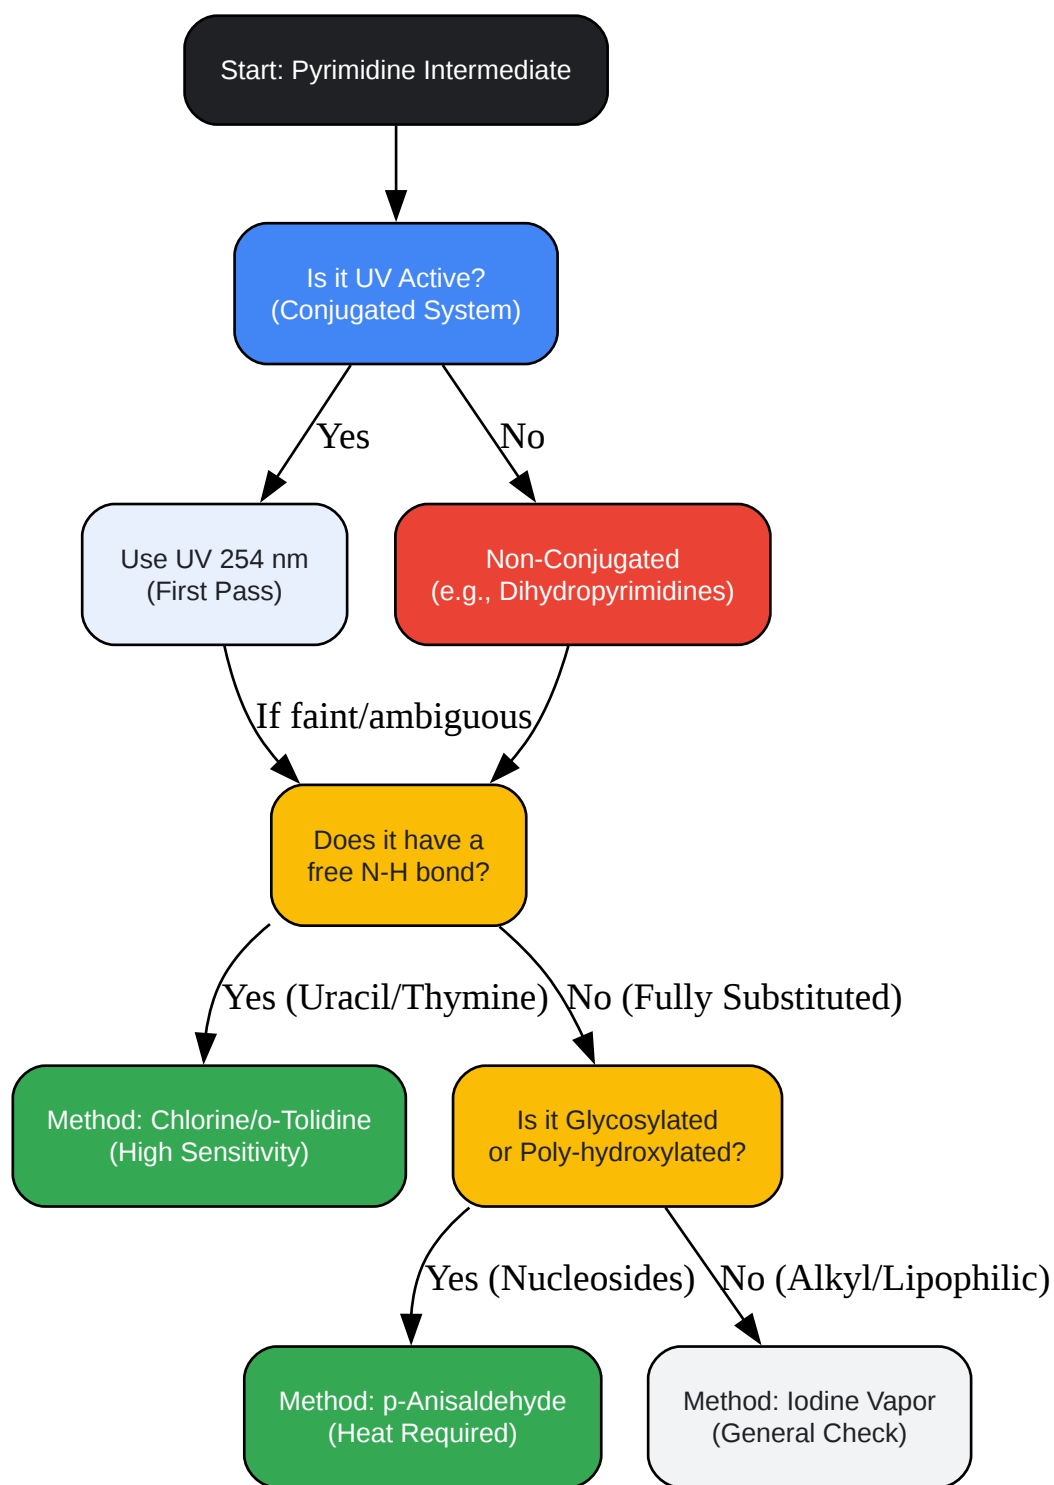 Start: Pyrimidine Intermediate
Is it UV Active?
(Conjugated System)
Yes
No
Use UV 254 nm
(First Pass)
Non-Conjugated
(e.g., Dihydropyrimidines)
If faint/ambiguous
Does it have a
free N-H bond?
Yes (Uracil/Thymine)
No (Fully Substituted)
Method: Chlorine/o-Tolidine
(High Sensitivity)
Is it Glycosylated
or Poly-hydroxylated?
Yes (Nucleosides)
No (Alkyl/Lipophilic)
Method: p-Anisaldehyde
(Heat Required)
Method: Iodine Vapor
(General Check)